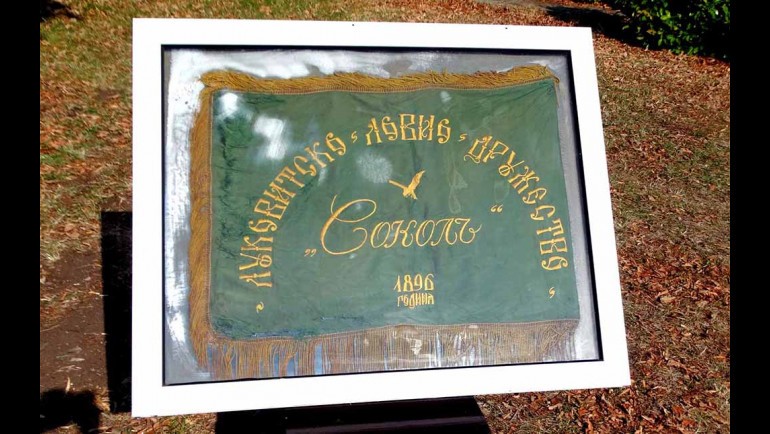 ~ ЛУКОВИТСКО ~ ЛОВНО ~ ДРУЖЕСТВО ~
„Соколъ“
1896
ГОДИНА